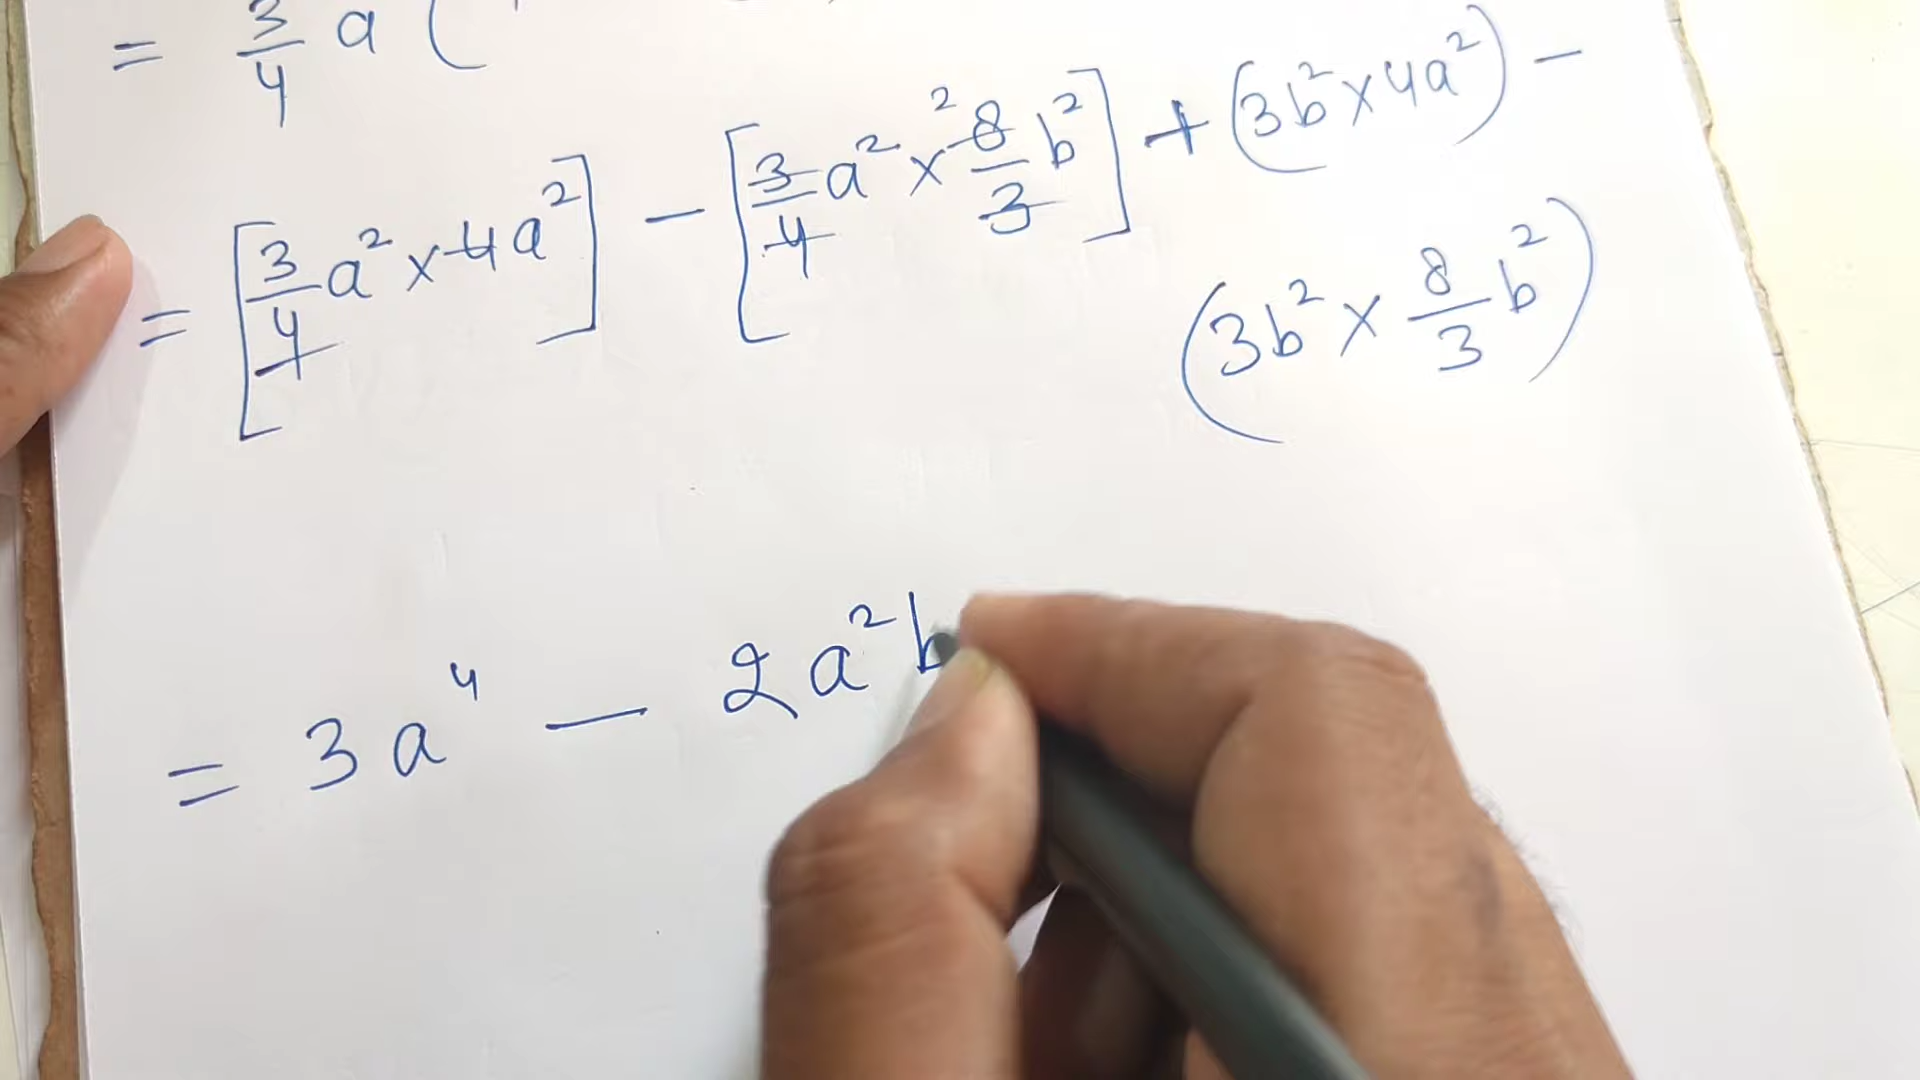 = 3/4 a (
= [3/4 a² × 4a²] - [3/4 a² × ² 8/3 b²] + (3b² × 4a²) -
(3b² × 8/3 b²)
= 3a⁴ - 2a²b